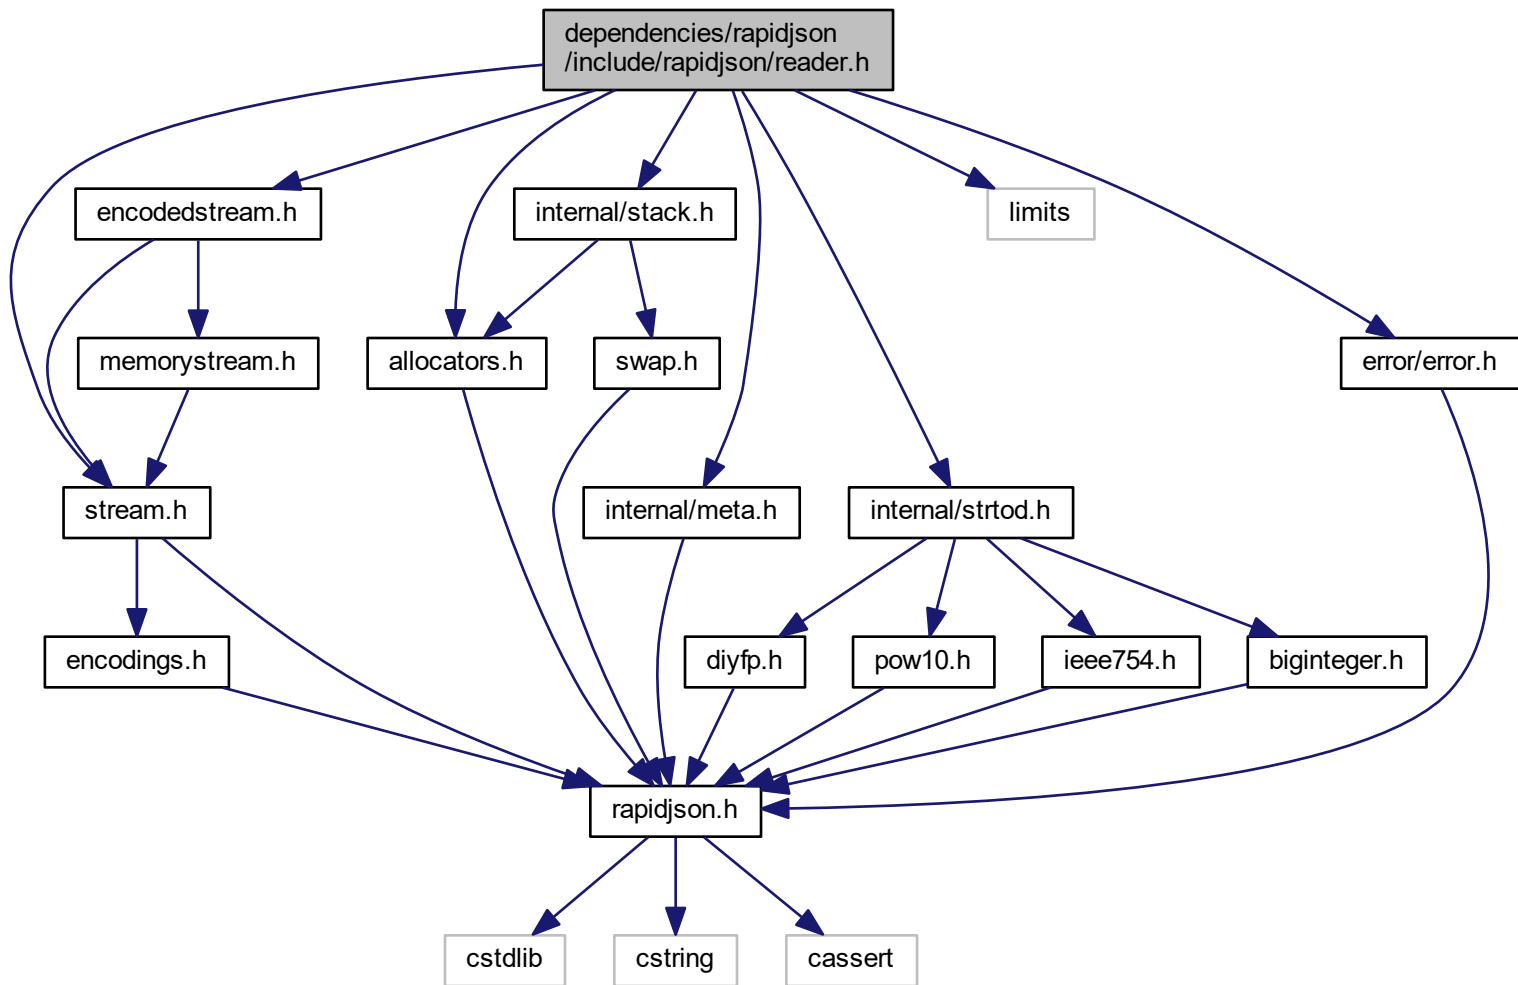 dependencies/rapidjson
/include/rapidjson/reader.h
encodedstream.h
internal/stack.h
limits
memorystream.h
allocators.h
swap.h
error/error.h
stream.h
internal/meta.h
internal/strtod.h
encodings.h
diyfp.h
pow10.h
ieee754.h
biginteger.h
rapidjson.h
cstdlib
cstring
cassert